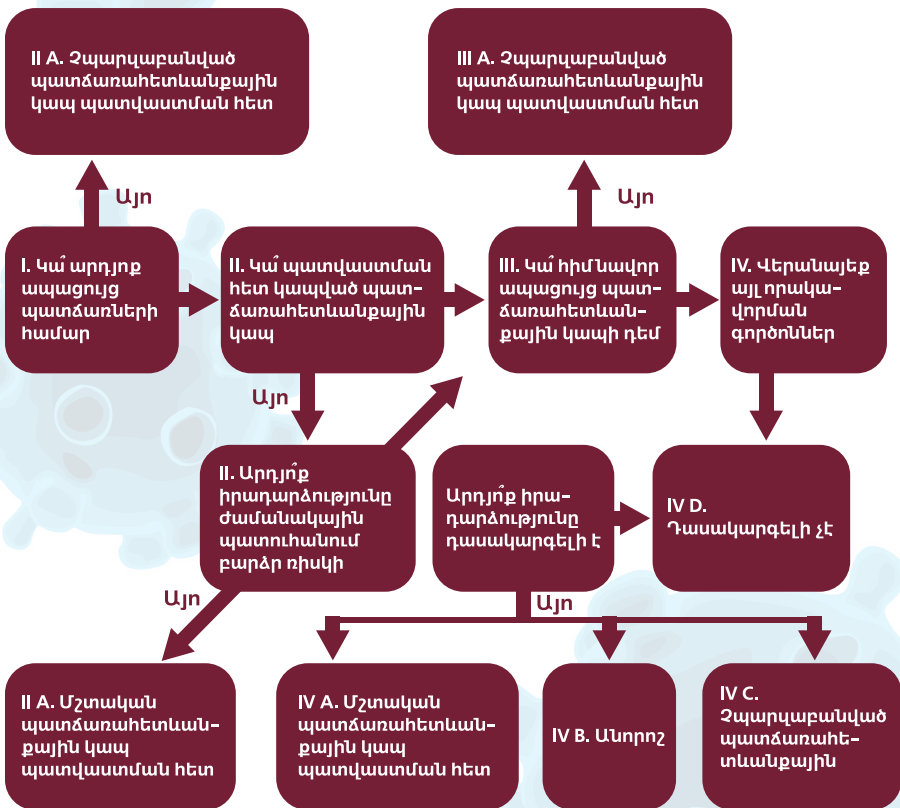 II A. Չպարզաբանված
պատճառահետևանքային
կապ պատվաստման հետ
III A. Չպարզաբանված
պատճառահետևանքային
կապ պատվաստման հետ
Այո
Այո
I. Կա՞ արդյոք
ապացույց
պատճառների
համար
II. Կա՞ պատվաստման
հետ կապված պատ-
ճառահետևանքային
կապ
III. Կա՞ հիմնավոր
ապացույց պատ-
ճառահետևան-
քային կապի դեմ
IV. Վերանայեք
այլ որակա-
վորման
գործոններ
Այո
II. Արդյո՞ք
իրադարձությունը
ժամանակային
պատուհանում
բարձր ռիսկի
Արդյո՞ք իրա-
դարձությունը
դասակարգելի է
IV D.
Դասակարգելի չէ
Այո
Այո
II A. Մշտական
պատճառահետևան-
քային կապ
պատվաստման հետ
IV A. Մշտական
պատճառահետևան-
քային կապ
պատվաստման հետ
IV B. Անորոշ
IV C.
Չպարզաբանված
պատճառահե-
տևանքային